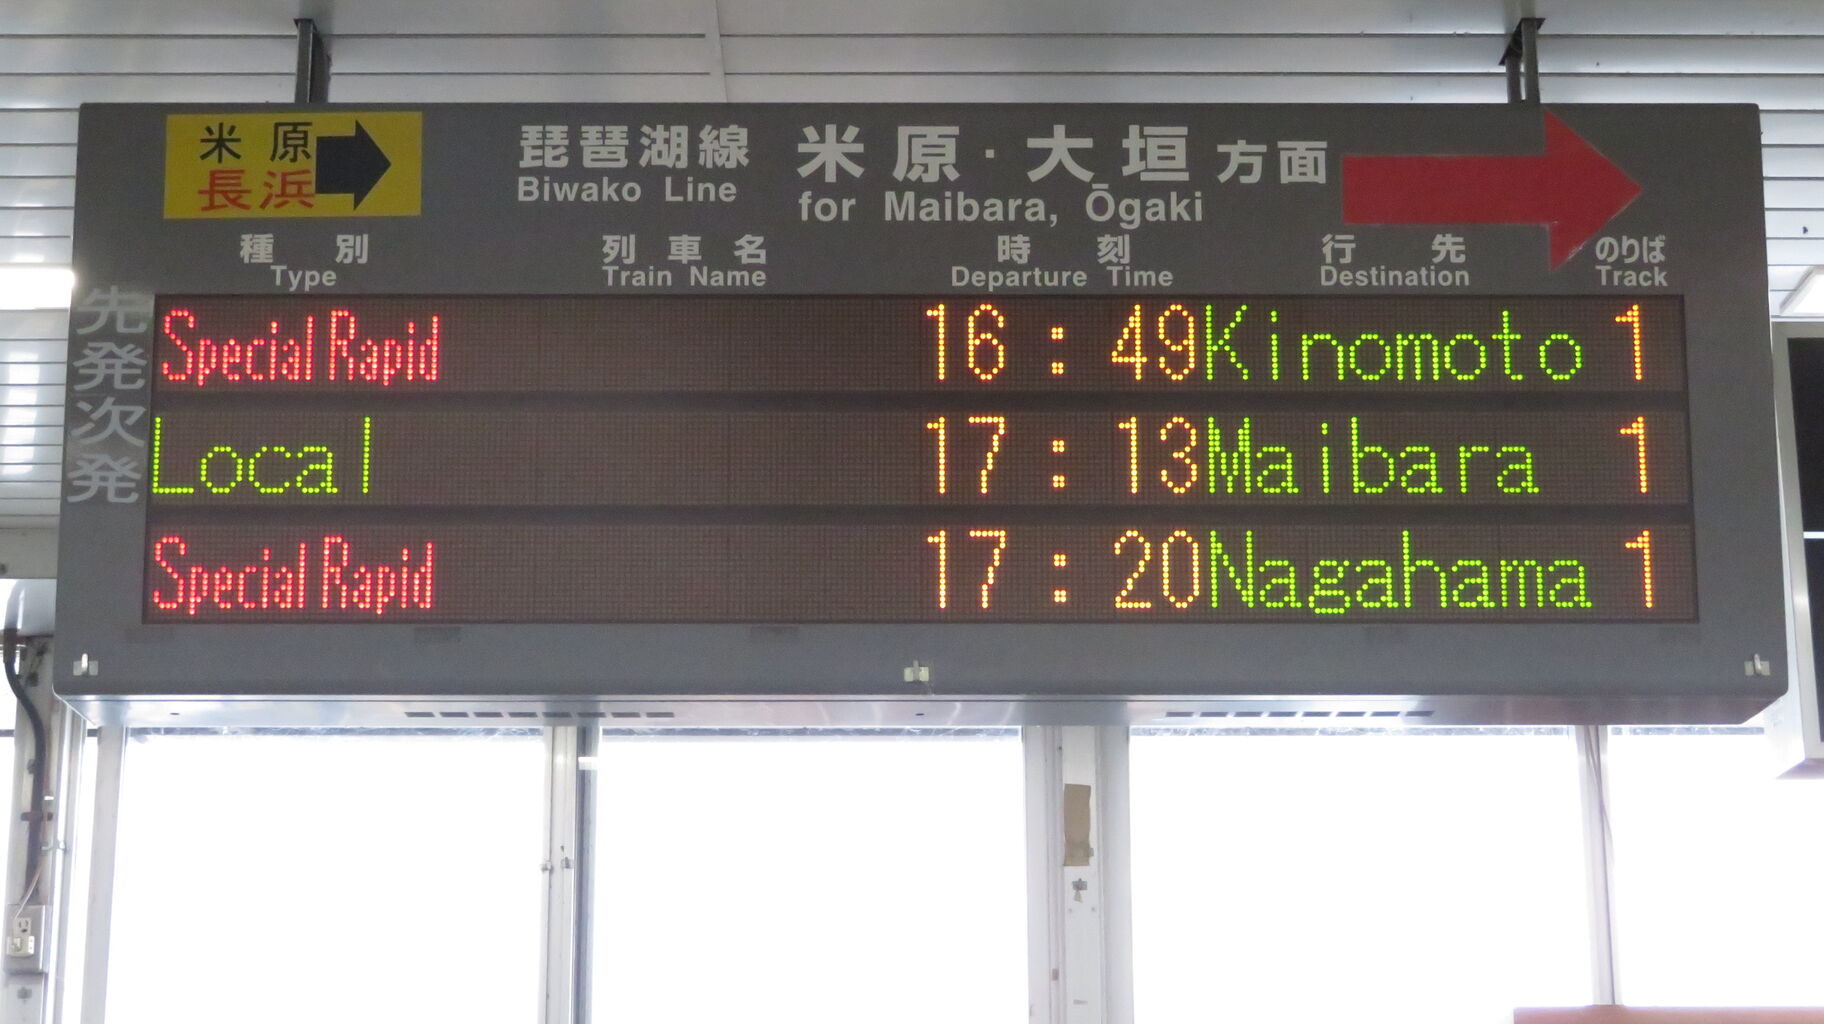 米原
長浜
琵琶湖線
Biwako Line
米原・大垣方面
for Maibara, Ōgaki
種別 列車名 時刻 行先 のりば
Type Train Name Departure Time Destination Track
先発
次発
Special Rapid 16:49 Kinomoto 1
Local 17:13 Maibara 1
Special Rapid 17:20 Nagahama 1